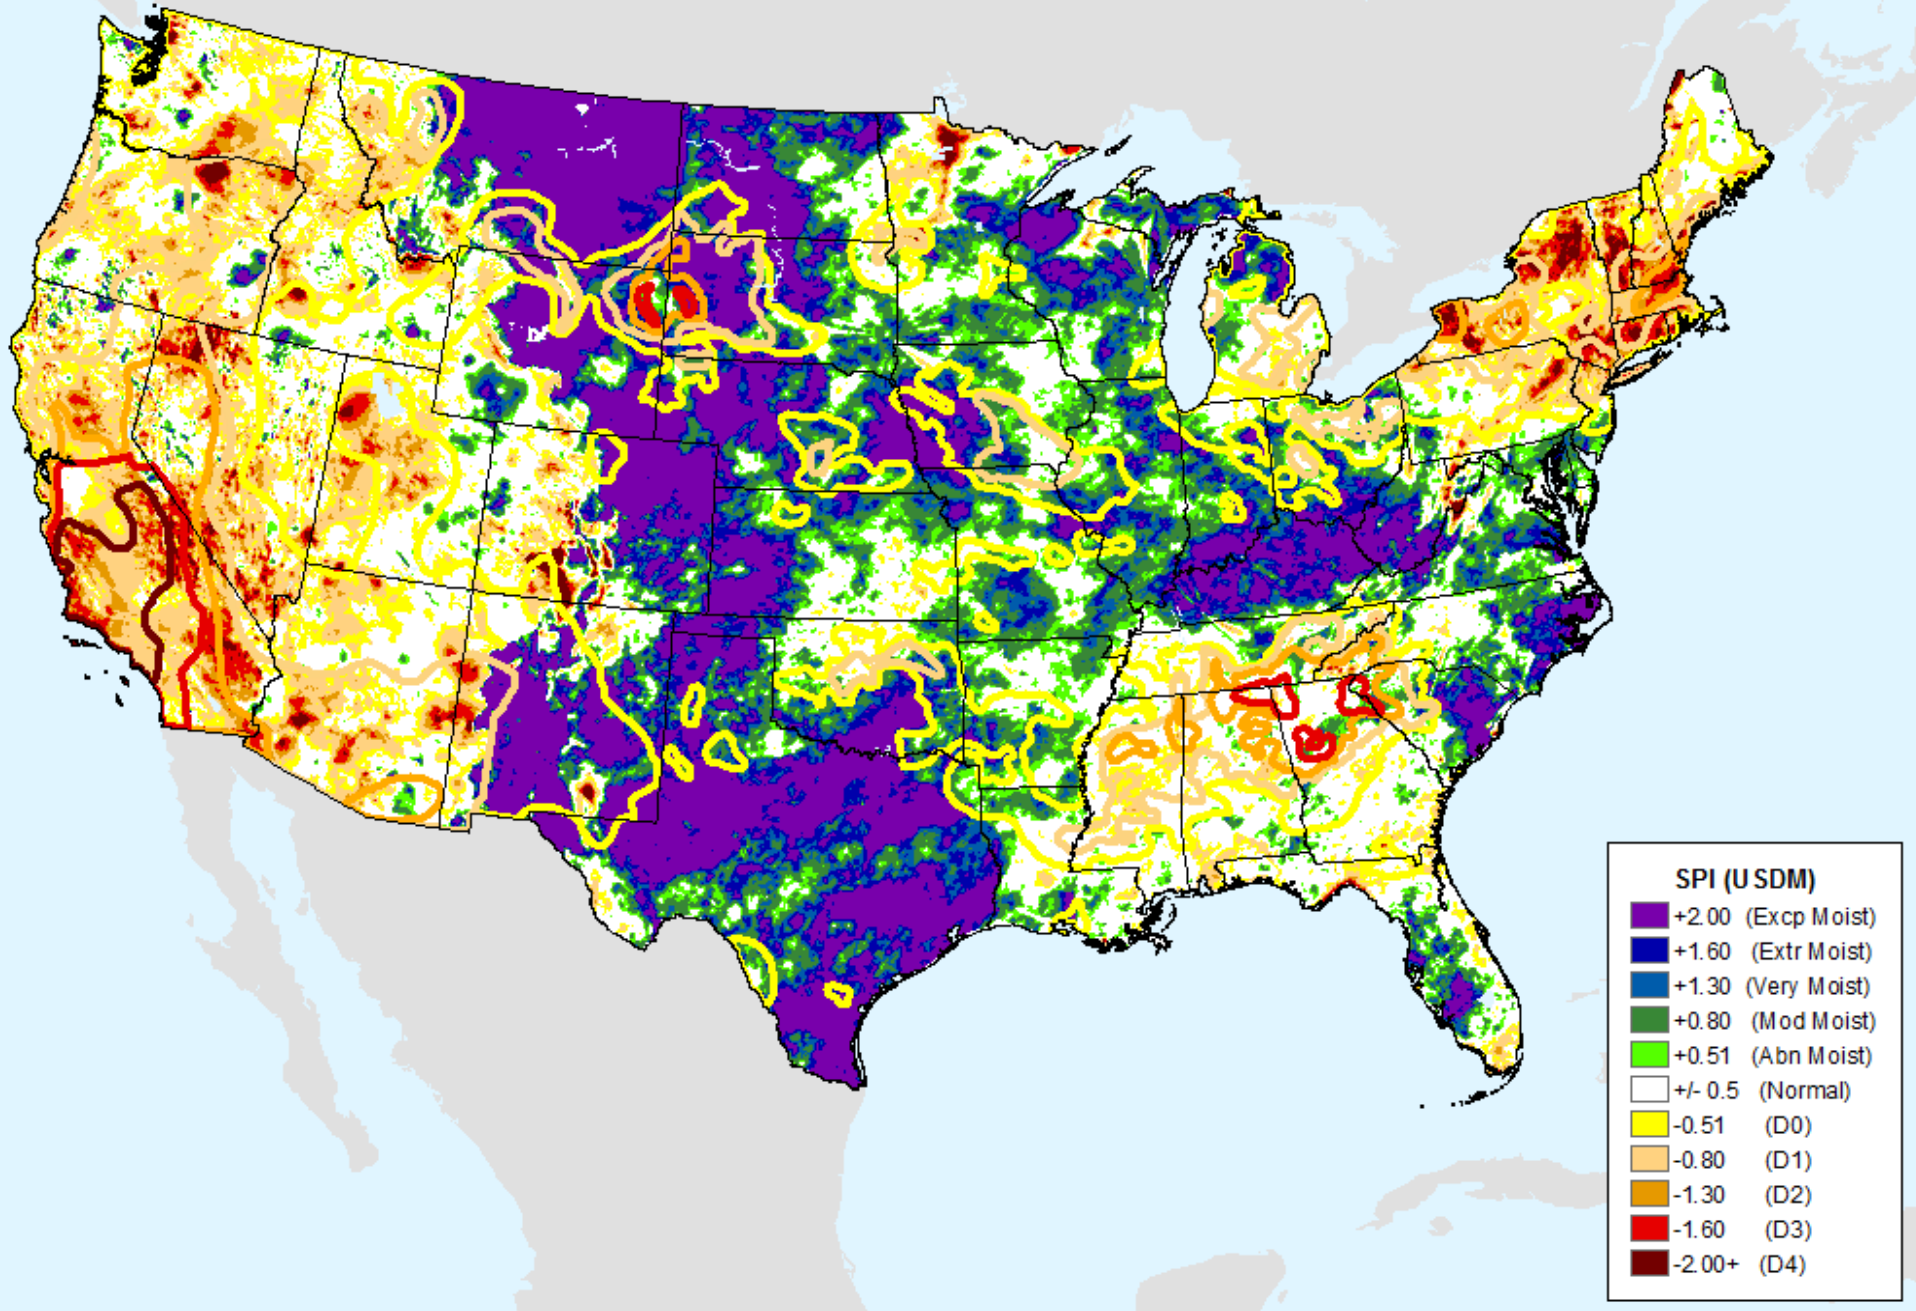 SPI (USDM)
+2.00 (Excp Moist)
+1.60 (Extr Moist)
+1.30 (Very Moist)
+0.80 (Mod Moist)
+0.51 (Abn Moist)
+/- 0.5 (Normal)
-0.51 (D0)
-0.80 (D1)
-1.30 (D2)
-1.60 (D3)
-2.00+ (D4)